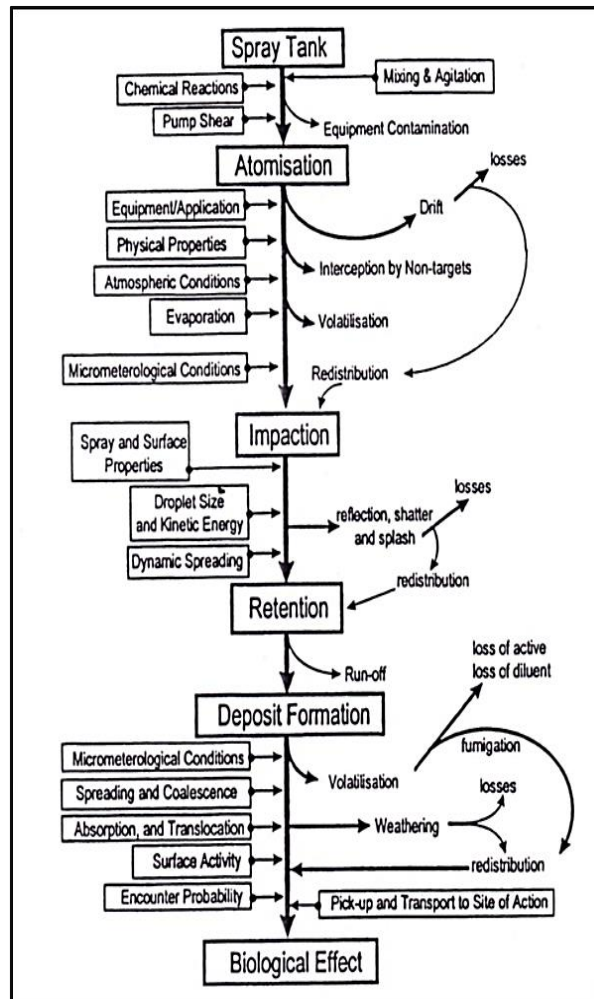 Spray Tank
Mixing & Agitation
Chemical Reactions
Pump Shear
Equipment Contamination
Atomisation
losses
Equipment/Application
Drift
Physical Properties
Interception by Non-targets
Atmospheric Conditions
Evaporation
Volatilisation
Micrometerological Conditions
Redistribution
Impaction
Spray and Surface
Properties
losses
Droplet Size
and Kinetic Energy
reflection, shatter
and splash
Dynamic Spreading
redistribution
Retention
Run-off
loss of active
loss of diluent
Deposit Formation
fumigation
Micrometerological Conditions
Volatilisation
Spreading and Coalescence
losses
Absorption, and Translocation
Weathering
Surface Activity
redistribution
Encounter Probability
Pick-up and Transport to Site of Action
Biological Effect